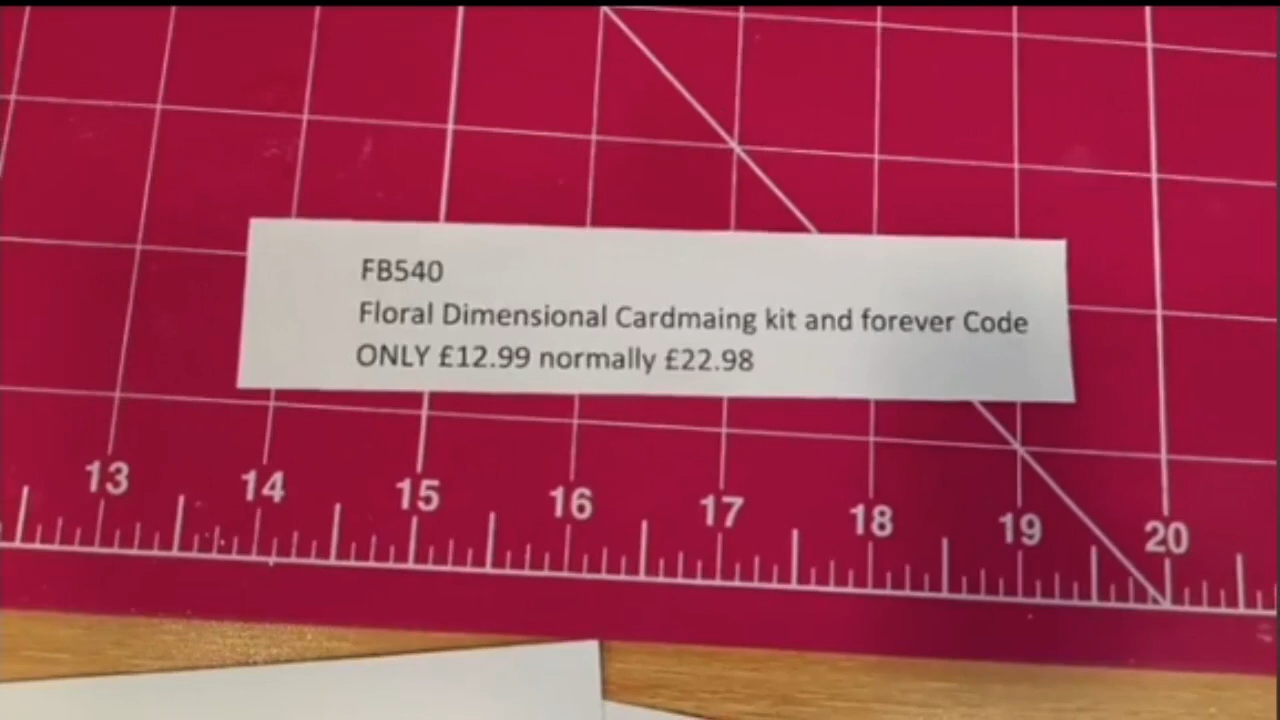 FB540
Floral Dimensional Cardmaing kit and forever Code
ONLY £12.99 normally £22.98
13 14 15 16 17 18 19 20